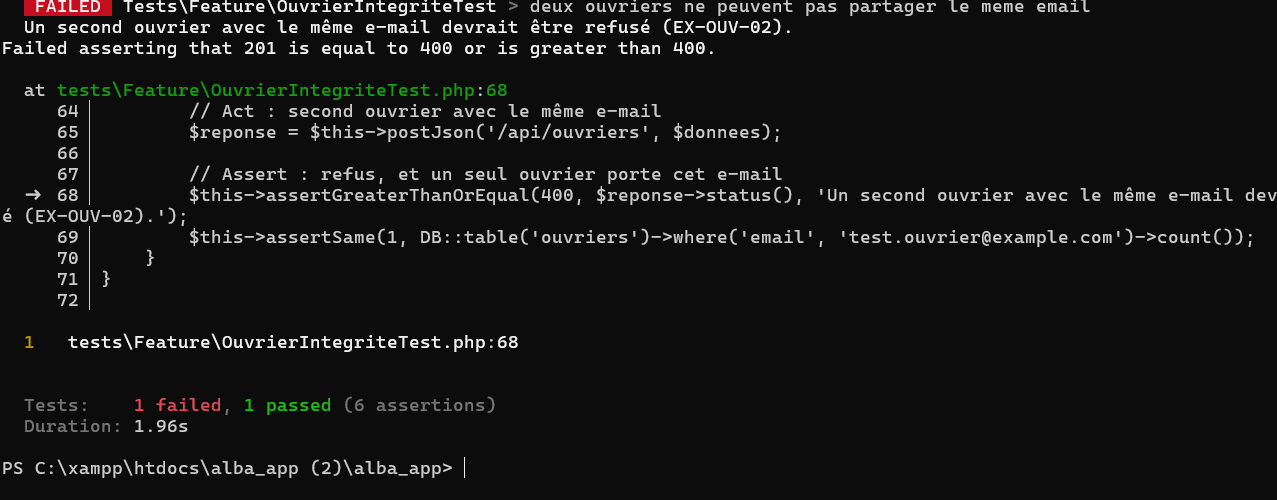 FAILED Tests\Feature\OuvrierIntegriteTest > deux ouvriers ne peuvent pas partager le meme email
Un second ouvrier avec le même e-mail devrait être refusé (EX-OUV-02).
Failed asserting that 201 is equal to 400 or is greater than 400.
at tests\Feature\OuvrierIntegriteTest.php:68
64 // Act : second ouvrier avec le même e-mail
65 $reponse = $this->postJson('/api/ouvriers', $donnees);
66
67 // Assert : refus, et un seul ouvrier porte cet e-mail
→ 68 $this->assertGreaterThanOrEqual(400, $reponse->status(), 'Un second ouvrier avec le même e-mail dev
é (EX-OUV-02).');
69 $this->assertSame(1, DB::table('ouvriers')->where('email', 'test.ouvrier@example.com')->count());
70 }
71 }
72
1 tests\Feature\OuvrierIntegriteTest.php:68
Tests: 1 failed, 1 passed (6 assertions)
Duration: 1.96s
PS C:\xampp\htdocs\alba_app (2)\alba_app>